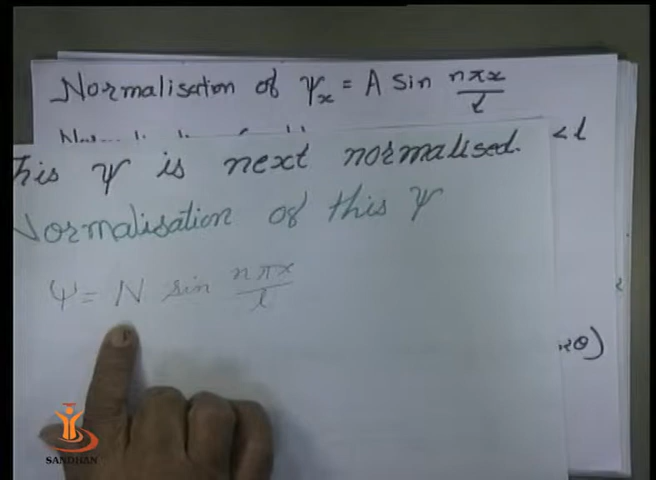 Normalisation of ψx = A sin nπx/l
< l
This ψ is next normalised.
Normalisation of this ψ
ψ = N sin nπx/l
SANDHAN